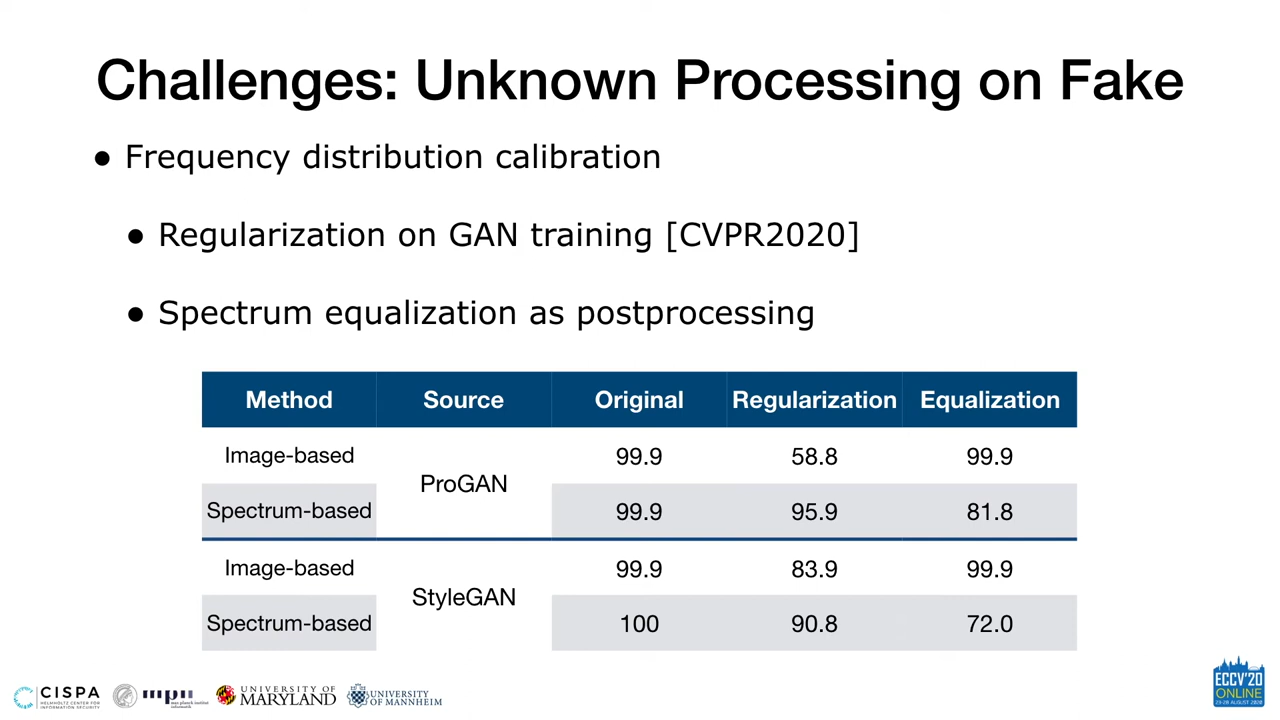 Challenges: Unknown Processing on Fake
● Frequency distribution calibration
● Regularization on GAN training [CVPR2020]
● Spectrum equalization as postprocessing
Method Source Original Regularization Equalization
Image-based ProGAN 99.9 58.8 99.9
Spectrum-based 99.9 95.9 81.8
Image-based StyleGAN 99.9 83.9 99.9
Spectrum-based 100 90.8 72.0
CISPA
HELMHOLTZ CENTER FOR
INFORMATION SECURITY
max planck institut
informatik
UNIVERSITY OF
MARYLAND
UNIVERSITY
OF MANNHEIM
ECCV'20
ONLINE
23-28 AUGUST 2020